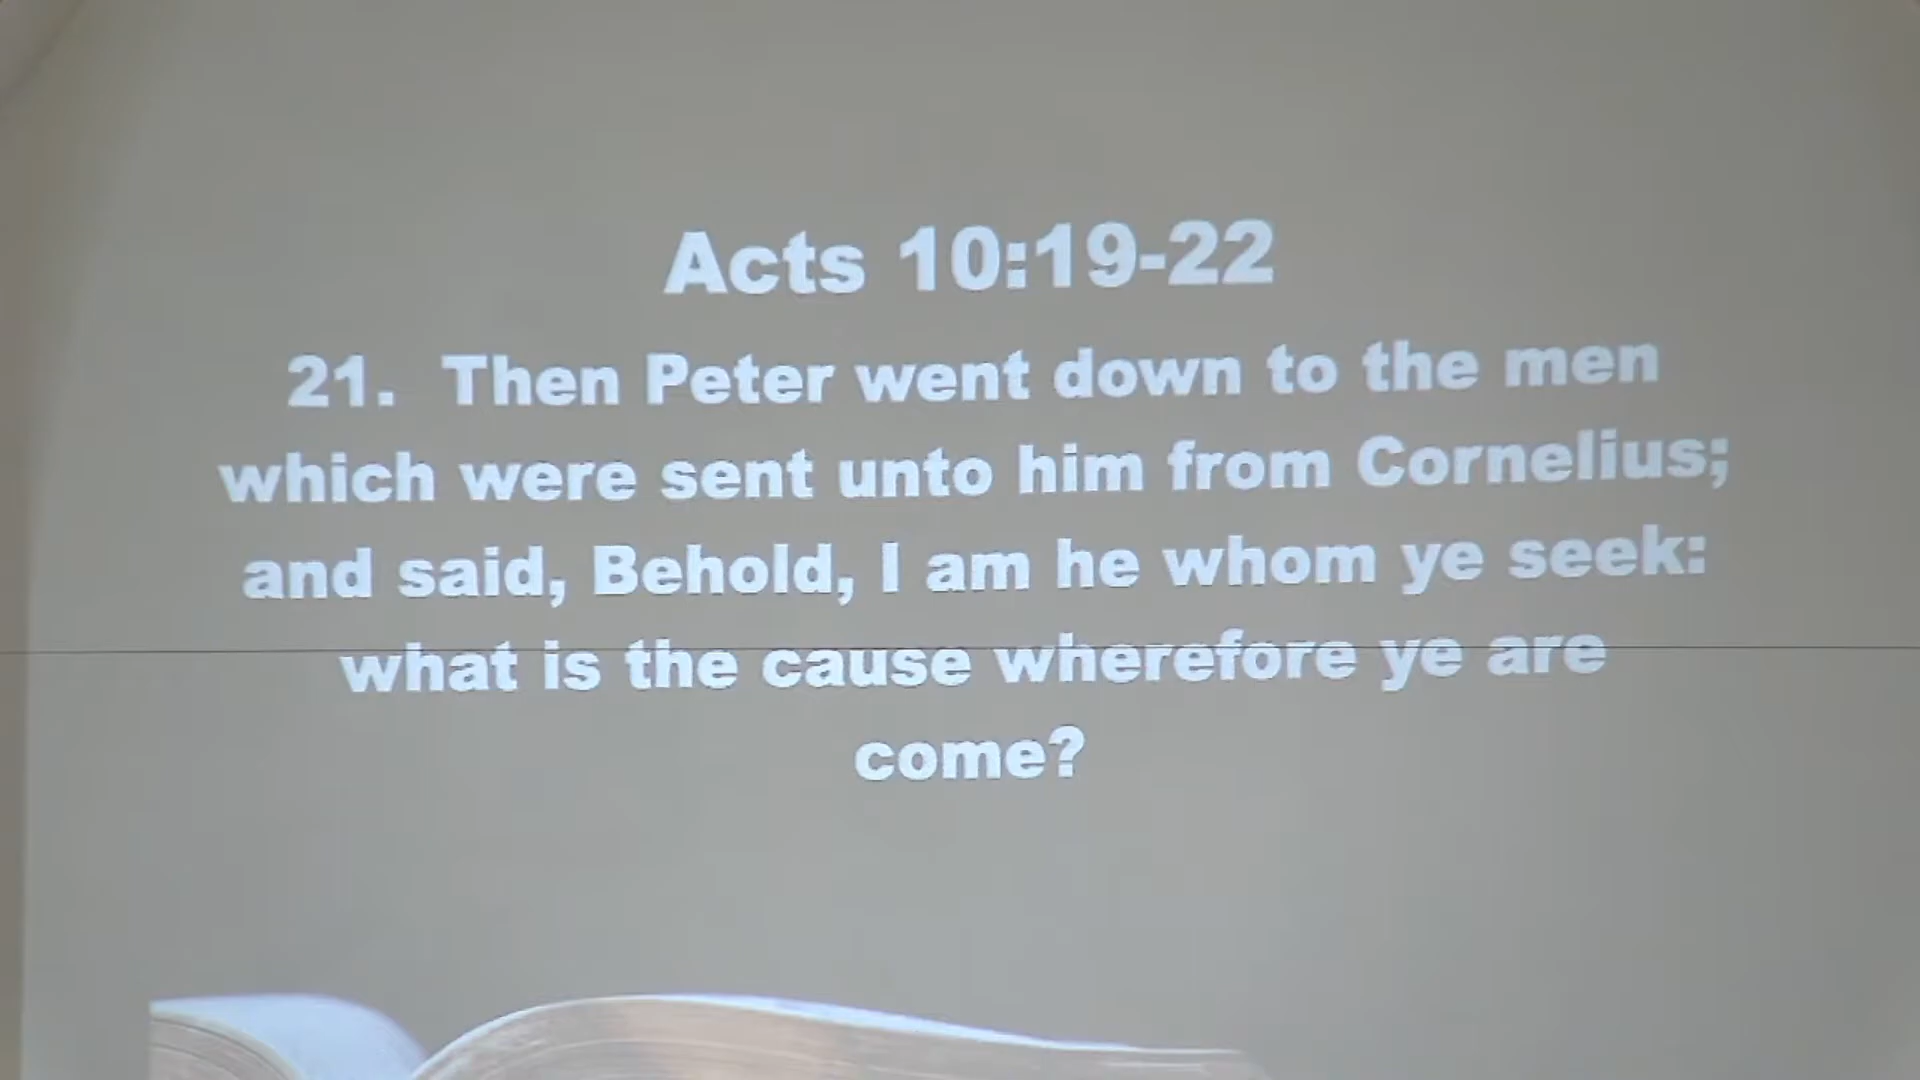 Acts 10:19-22
21. Then Peter went down to the men
which were sent unto him from Cornelius;
and said, Behold, I am he whom ye seek:
what is the cause wherefore ye are
come?